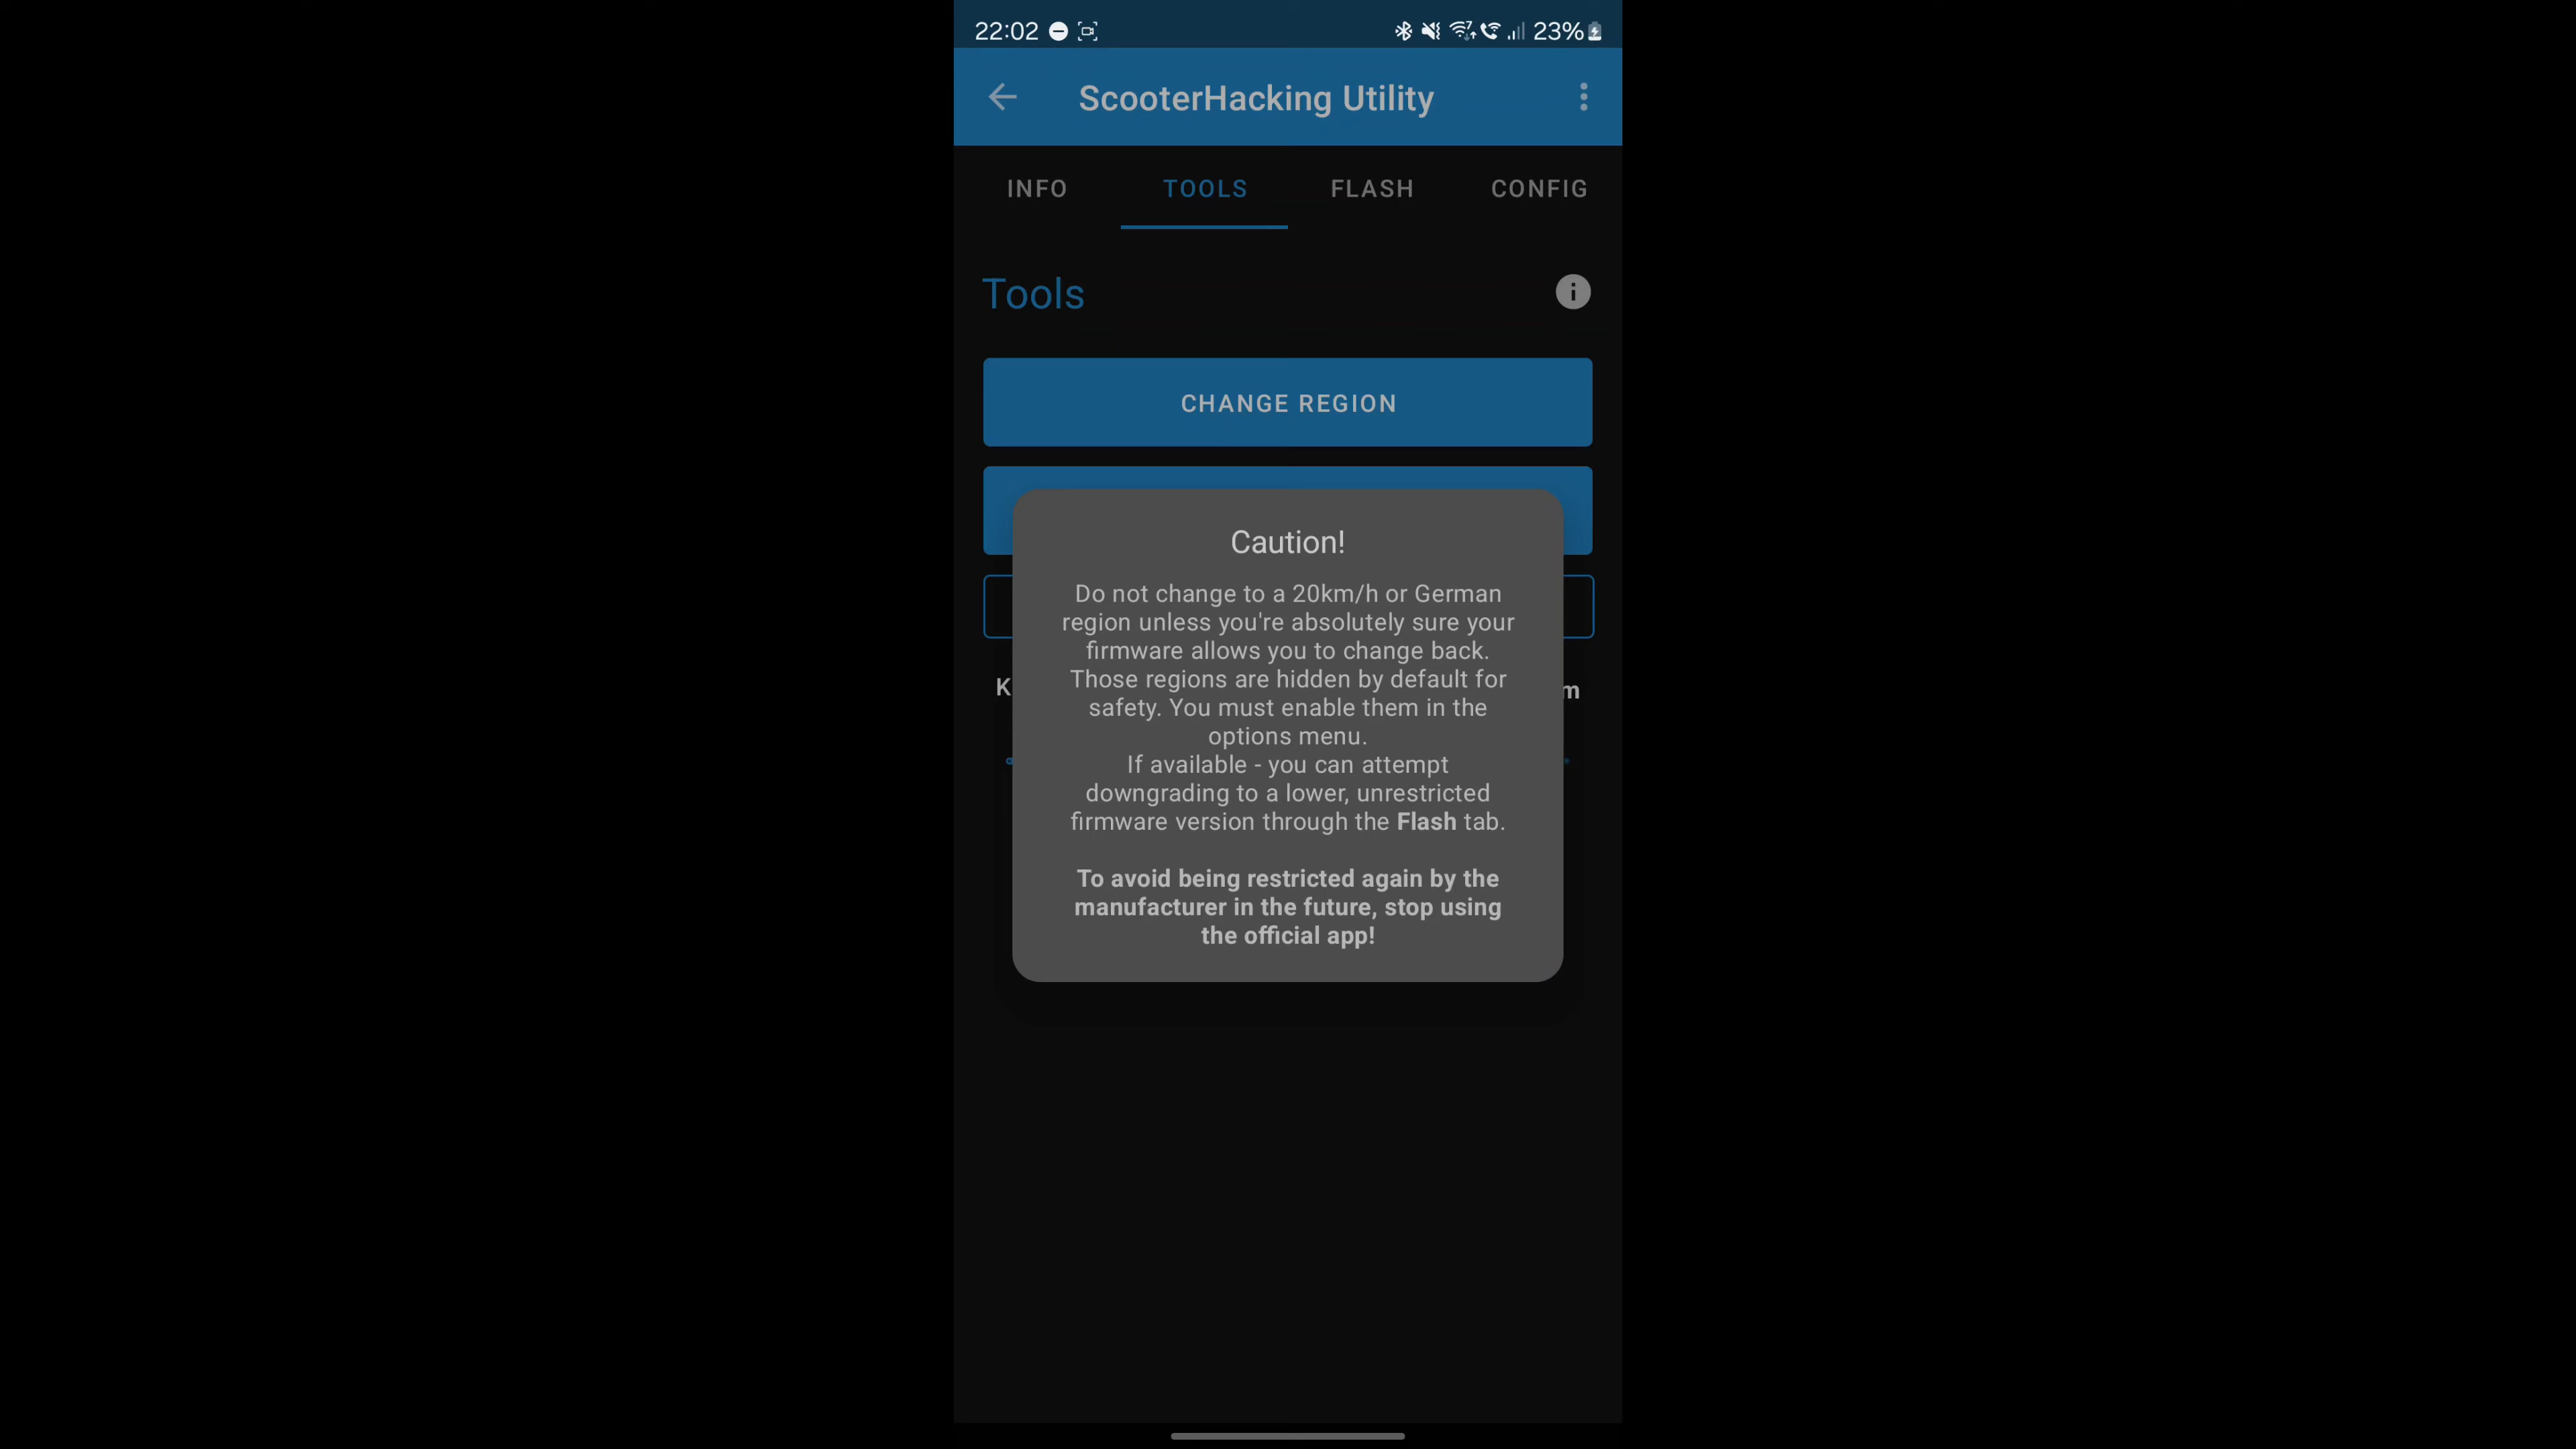 22:02
23%
ScooterHacking Utility
INFO
TOOLS
FLASH
CONFIG
Tools
CHANGE REGION
Caution!
Do not change to a 20km/h or German
region unless you're absolutely sure your
firmware allows you to change back.
Those regions are hidden by default for
safety. You must enable them in the
options menu.
If available - you can attempt
downgrading to a lower, unrestricted
firmware version through the Flash tab.
To avoid being restricted again by the
manufacturer in the future, stop using
the official app!